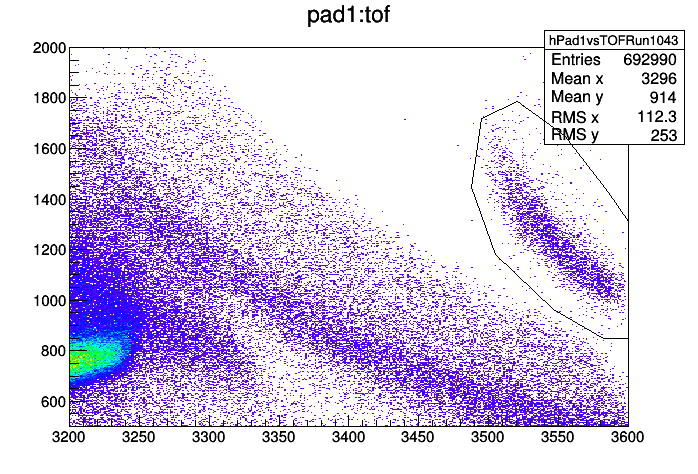 pad1:tof
hPad1vsTOFRun1043
Entries 692990
Mean x 3296
Mean y 914
RMS x 112.3
RMS y 253
2000
1800
1600
1400
1200
1000
800
600
3200 3250 3300 3350 3400 3450 3500 3550 3600